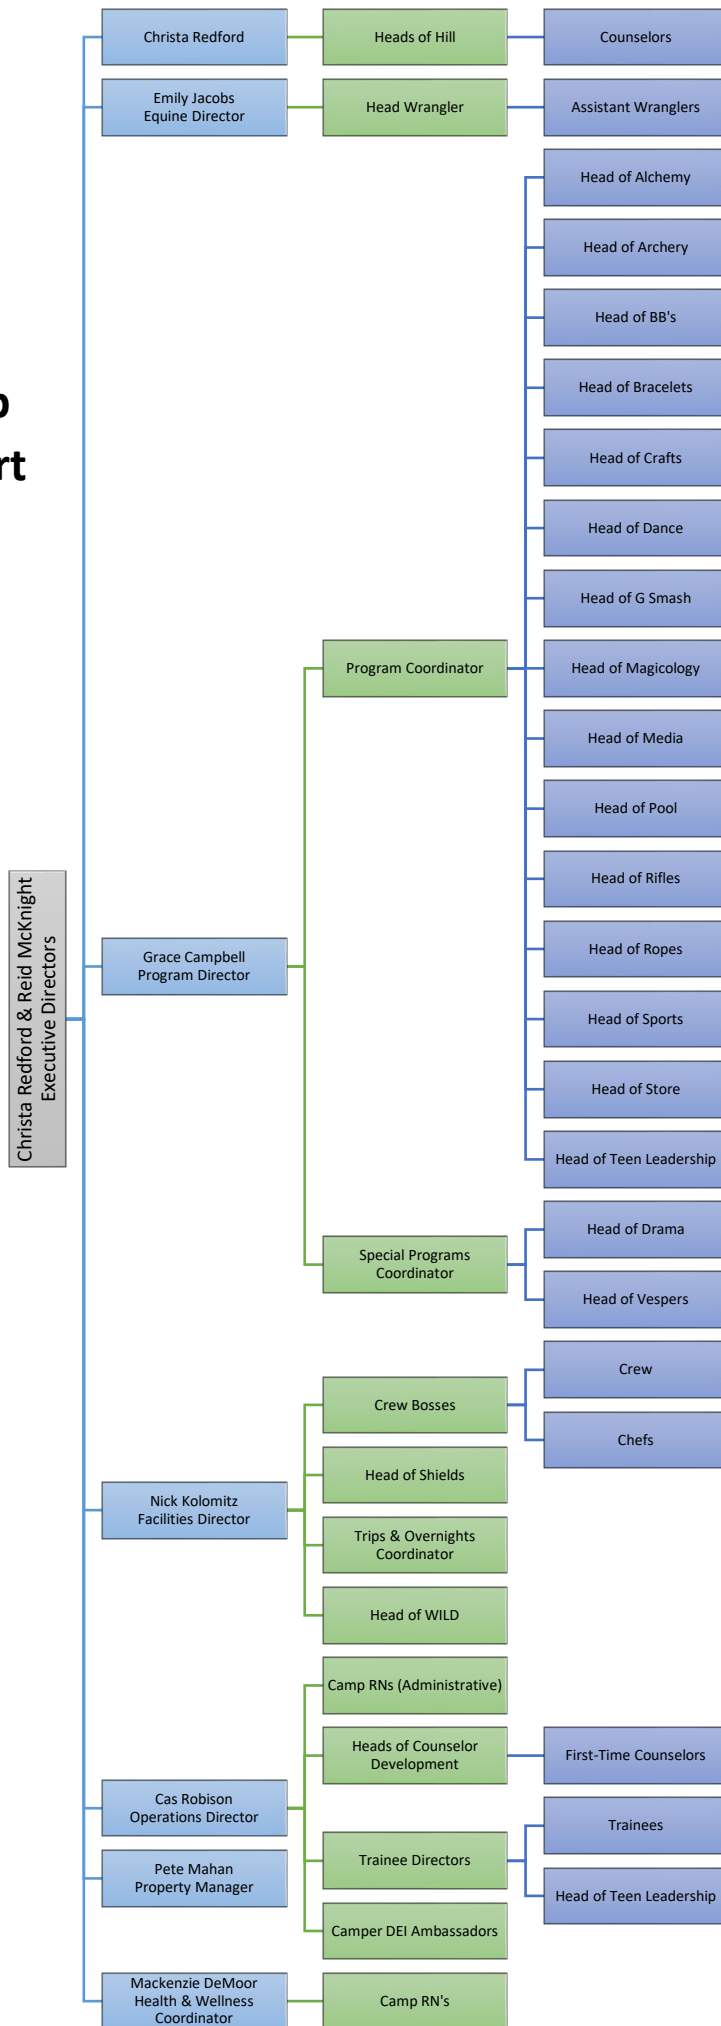 Christa Redford
Heads of Hill
Counselors
Emily Jacobs
Equine Director
Head Wrangler
Assistant Wranglers
Head of Alchemy
Head of Archery
Head of BB's
Head of Bracelets
Head of Crafts
Head of Dance
Head of G Smash
Program Coordinator
Head of Magicology
Head of Media
Head of Pool
Head of Rifles
Christa Redford & Reid McKnight
Executive Directors
Grace Campbell
Program Director
Head of Ropes
Head of Sports
Head of Store
Head of Teen Leadership
Special Programs
Coordinator
Head of Drama
Head of Vespers
Crew Bosses
Crew
Chefs
Nick Kolomitz
Facilities Director
Head of Shields
Trips & Overnights
Coordinator
Head of WILD
Camp RNs (Administrative)
Heads of Counselor
Development
First-Time Counselors
Cas Robison
Operations Director
Trainee Directors
Trainees
Head of Teen Leadership
Pete Mahan
Property Manager
Camper DEI Ambassadors
Mackenzie DeMoor
Health & Wellness
Coordinator
Camp RN's